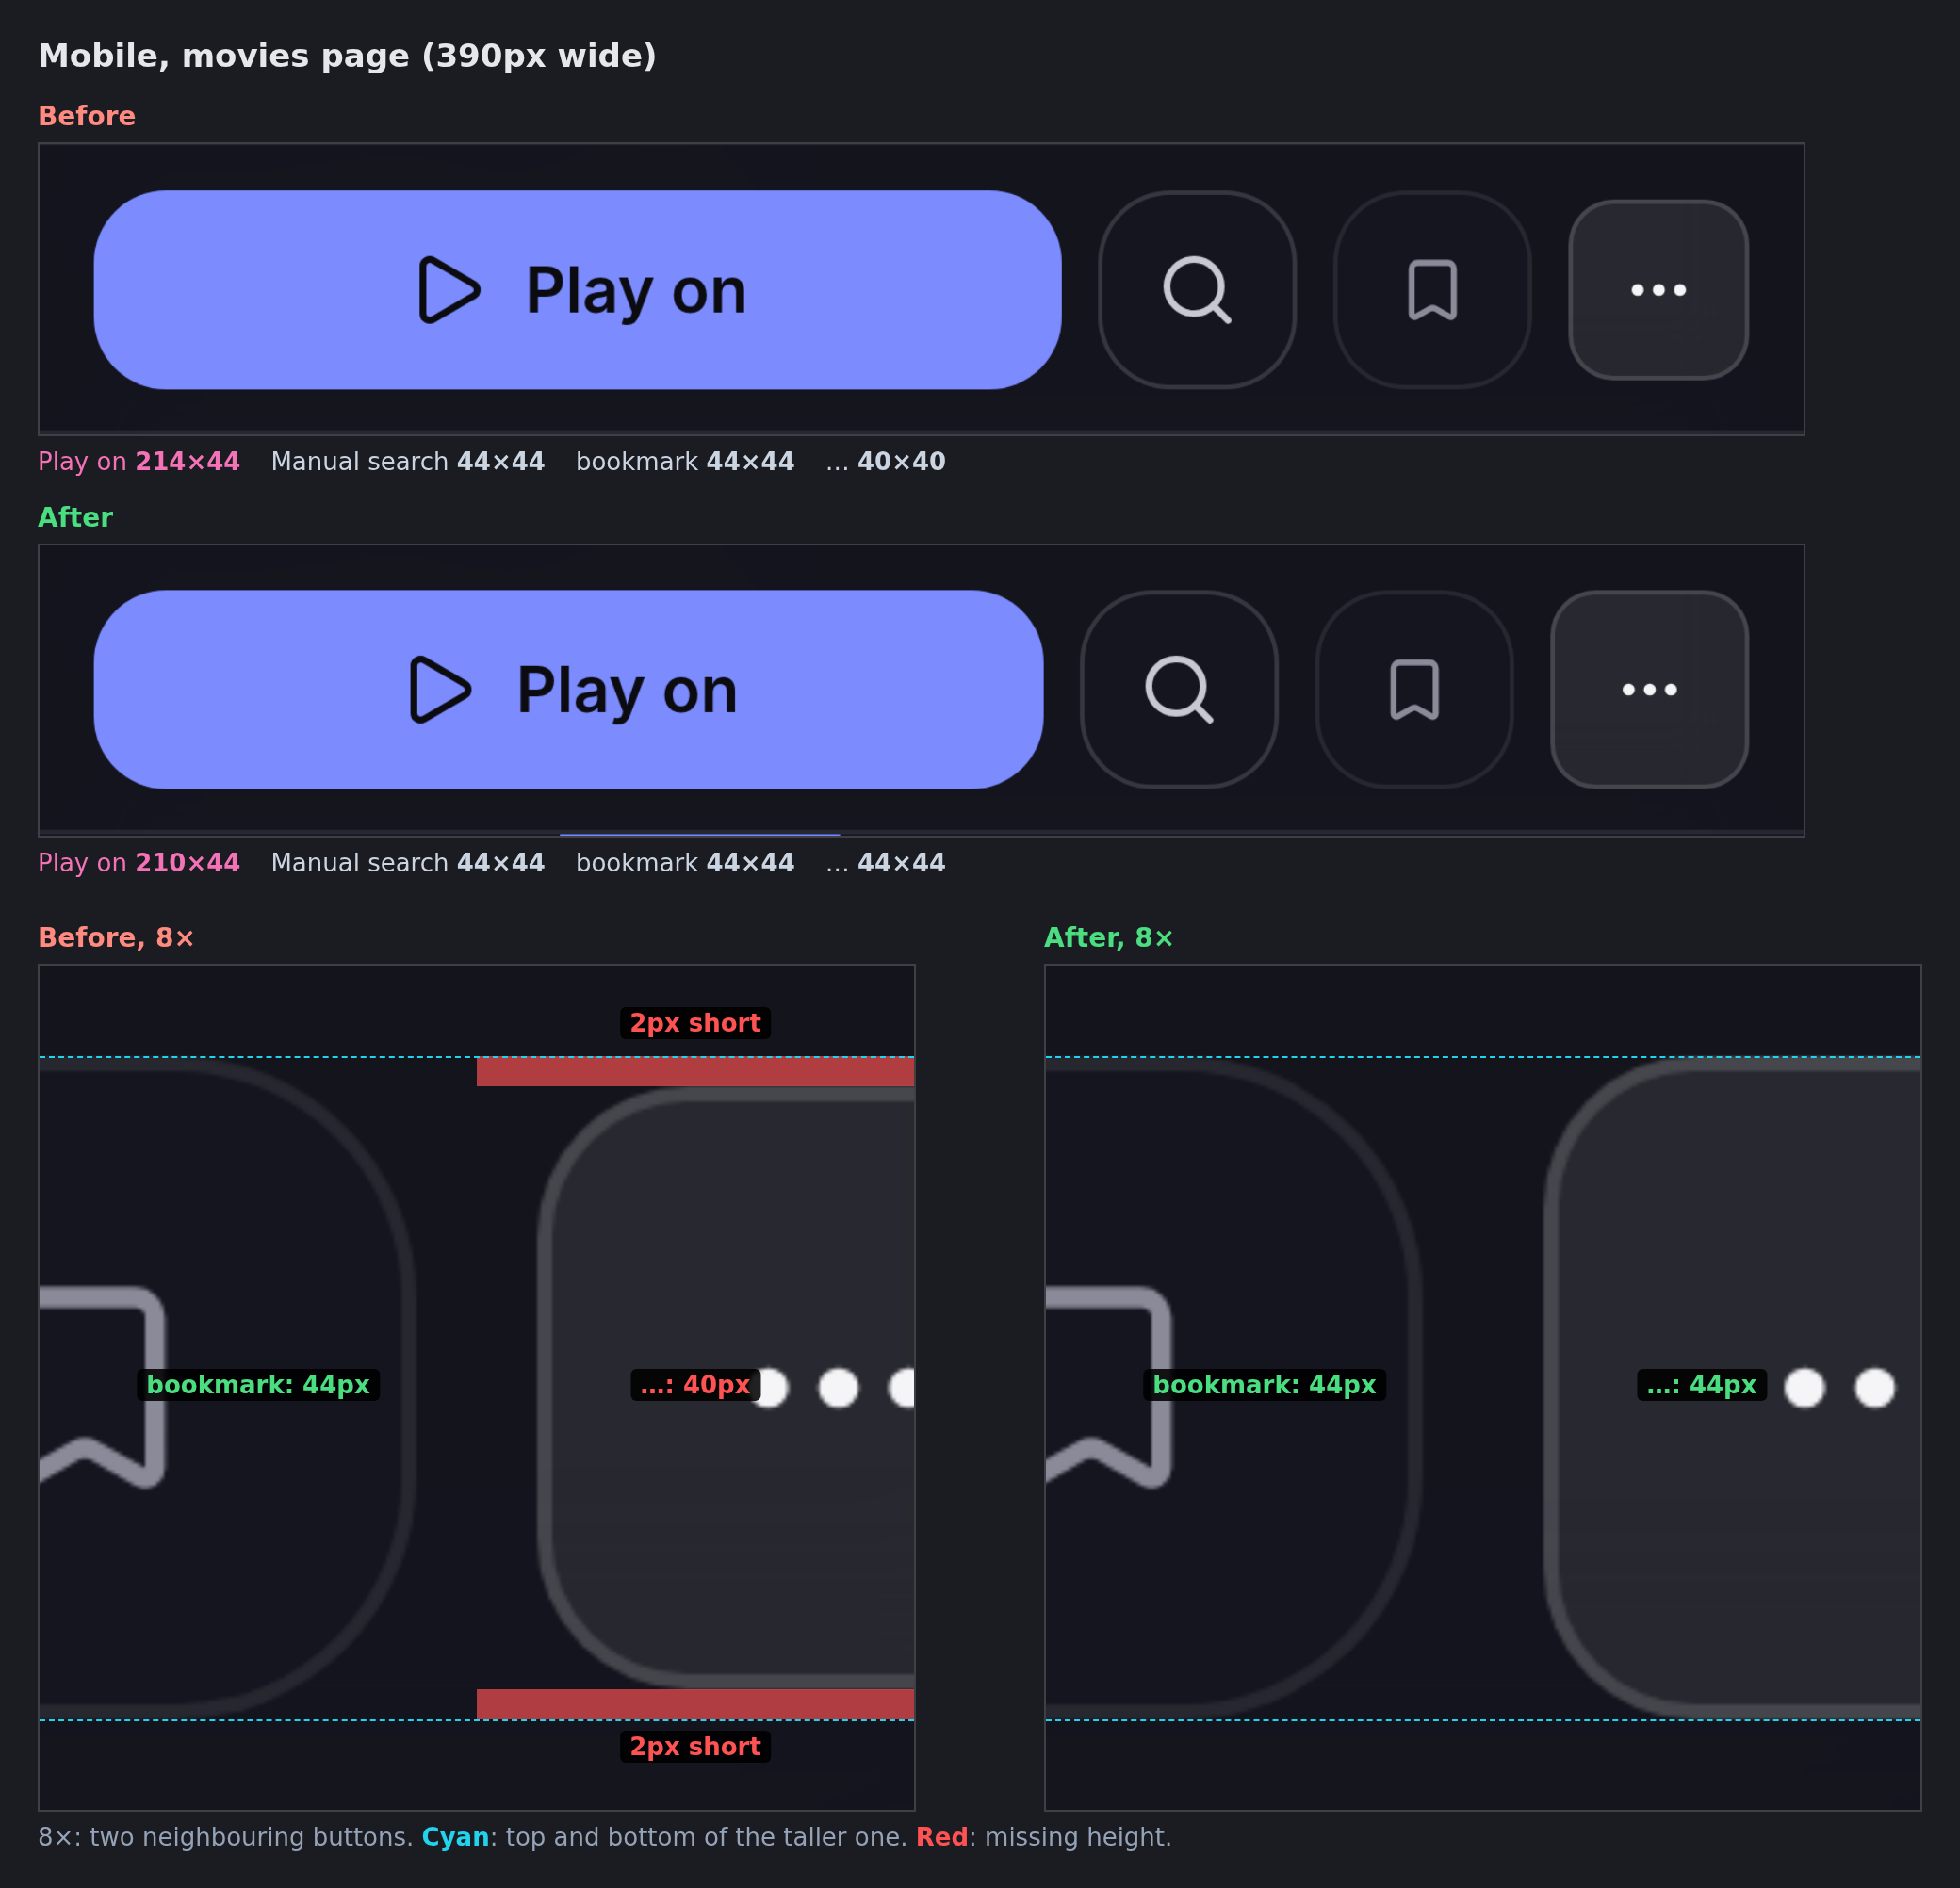 Mobile, movies page (390px wide)
Before
Play on
Play on 214×44 Manual search 44×44 bookmark 44×44 … 40×40
After
Play on
Play on 210×44 Manual search 44×44 bookmark 44×44 … 44×44
Before, 8×
2px short
bookmark: 44px
…: 40px
2px short
After, 8×
bookmark: 44px
…: 44px
8×: two neighbouring buttons. Cyan: top and bottom of the taller one. Red: missing height.